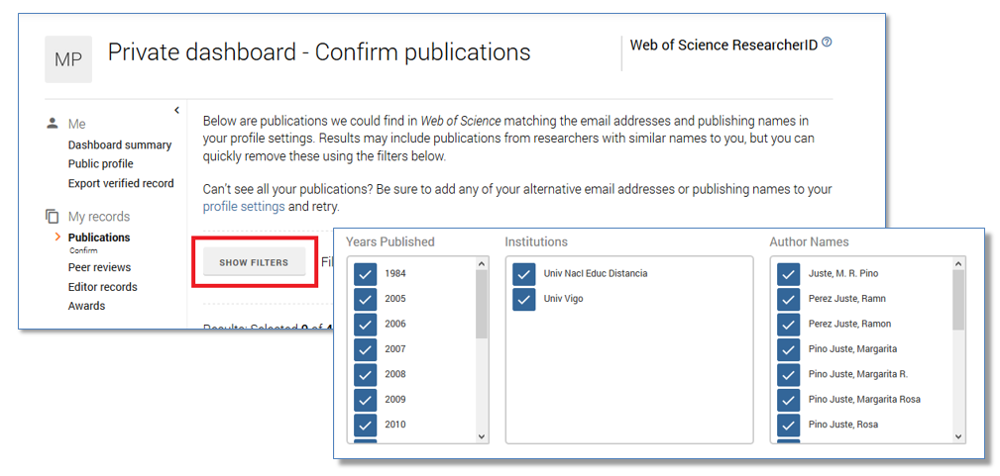 MP
Private dashboard - Confirm publications
Web of Science ResearcherID ?
Me
Dashboard summary
Public profile
Export verified record
My records
Publications
Confirm
Peer reviews
Editor records
Awards
Below are publications we could find in Web of Science matching the email addresses and publishing names in
your profile settings. Results may include publications from researchers with similar names to you, but you can
quickly remove these using the filters below.
Can't see all your publications? Be sure to add any of your alternative email addresses or publishing names to your
profile settings and retry.
SHOW FILTERS
Results: Selected 0 of 4
Years Published
1984
2005
2006
2007
2008
2009
2010
Institutions
Univ Nacl Educ Distancia
Univ Vigo
Author Names
Juste, M. R. Pino
Perez Juste, Ramn
Perez Juste, Ramon
Pino Juste, Margarita
Pino Juste, Margarita R.
Pino Juste, Margarita Rosa
Pino Juste, Rosa